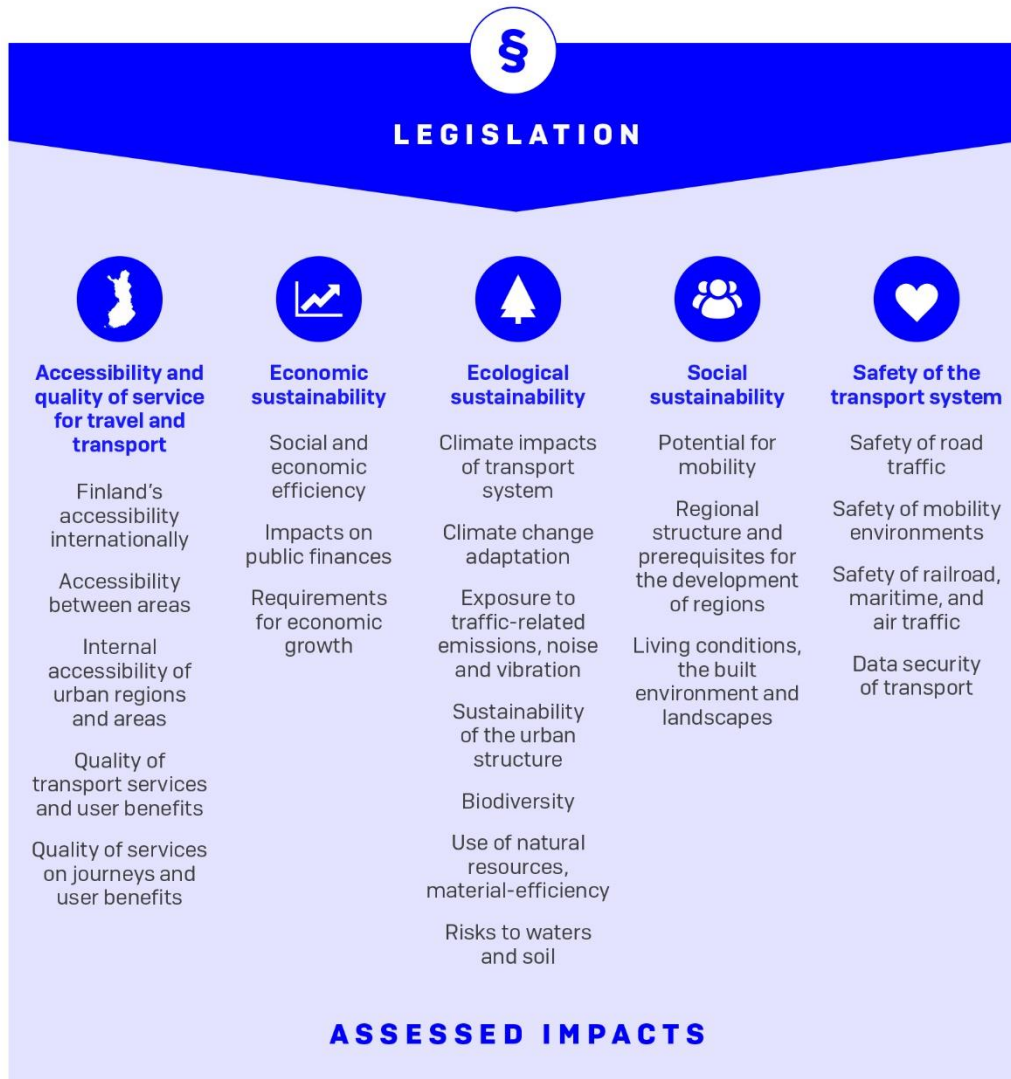 §
LEGISLATION
Accessibility and
quality of service
for travel and
transport
Finland's
accessibility
internationally
Accessibility
between areas
Internal
accessibility of
urban regions
and areas
Quality of
transport services
and user benefits
Quality of services
on journeys and
user benefits
Economic
sustainability
Social and
economic
efficiency
Impacts on
public finances
Requirements
for economic
growth
Ecological
sustainability
Climate impacts
of transport
system
Climate change
adaptation
Exposure to
traffic-related
emissions, noise
and vibration
Sustainability
of the urban
structure
Biodiversity
Use of natural
resources,
material-efficiency
Risks to waters
and soil
Social
sustainability
Potential for
mobility
Regional
structure and
prerequisites for
the development
of regions
Living conditions,
the built
environment and
landscapes
Safety of the
transport system
Safety of road
traffic
Safety of mobility
environments
Safety of railroad,
maritime, and
air traffic
Data security
of transport
ASSESSED IMPACTS